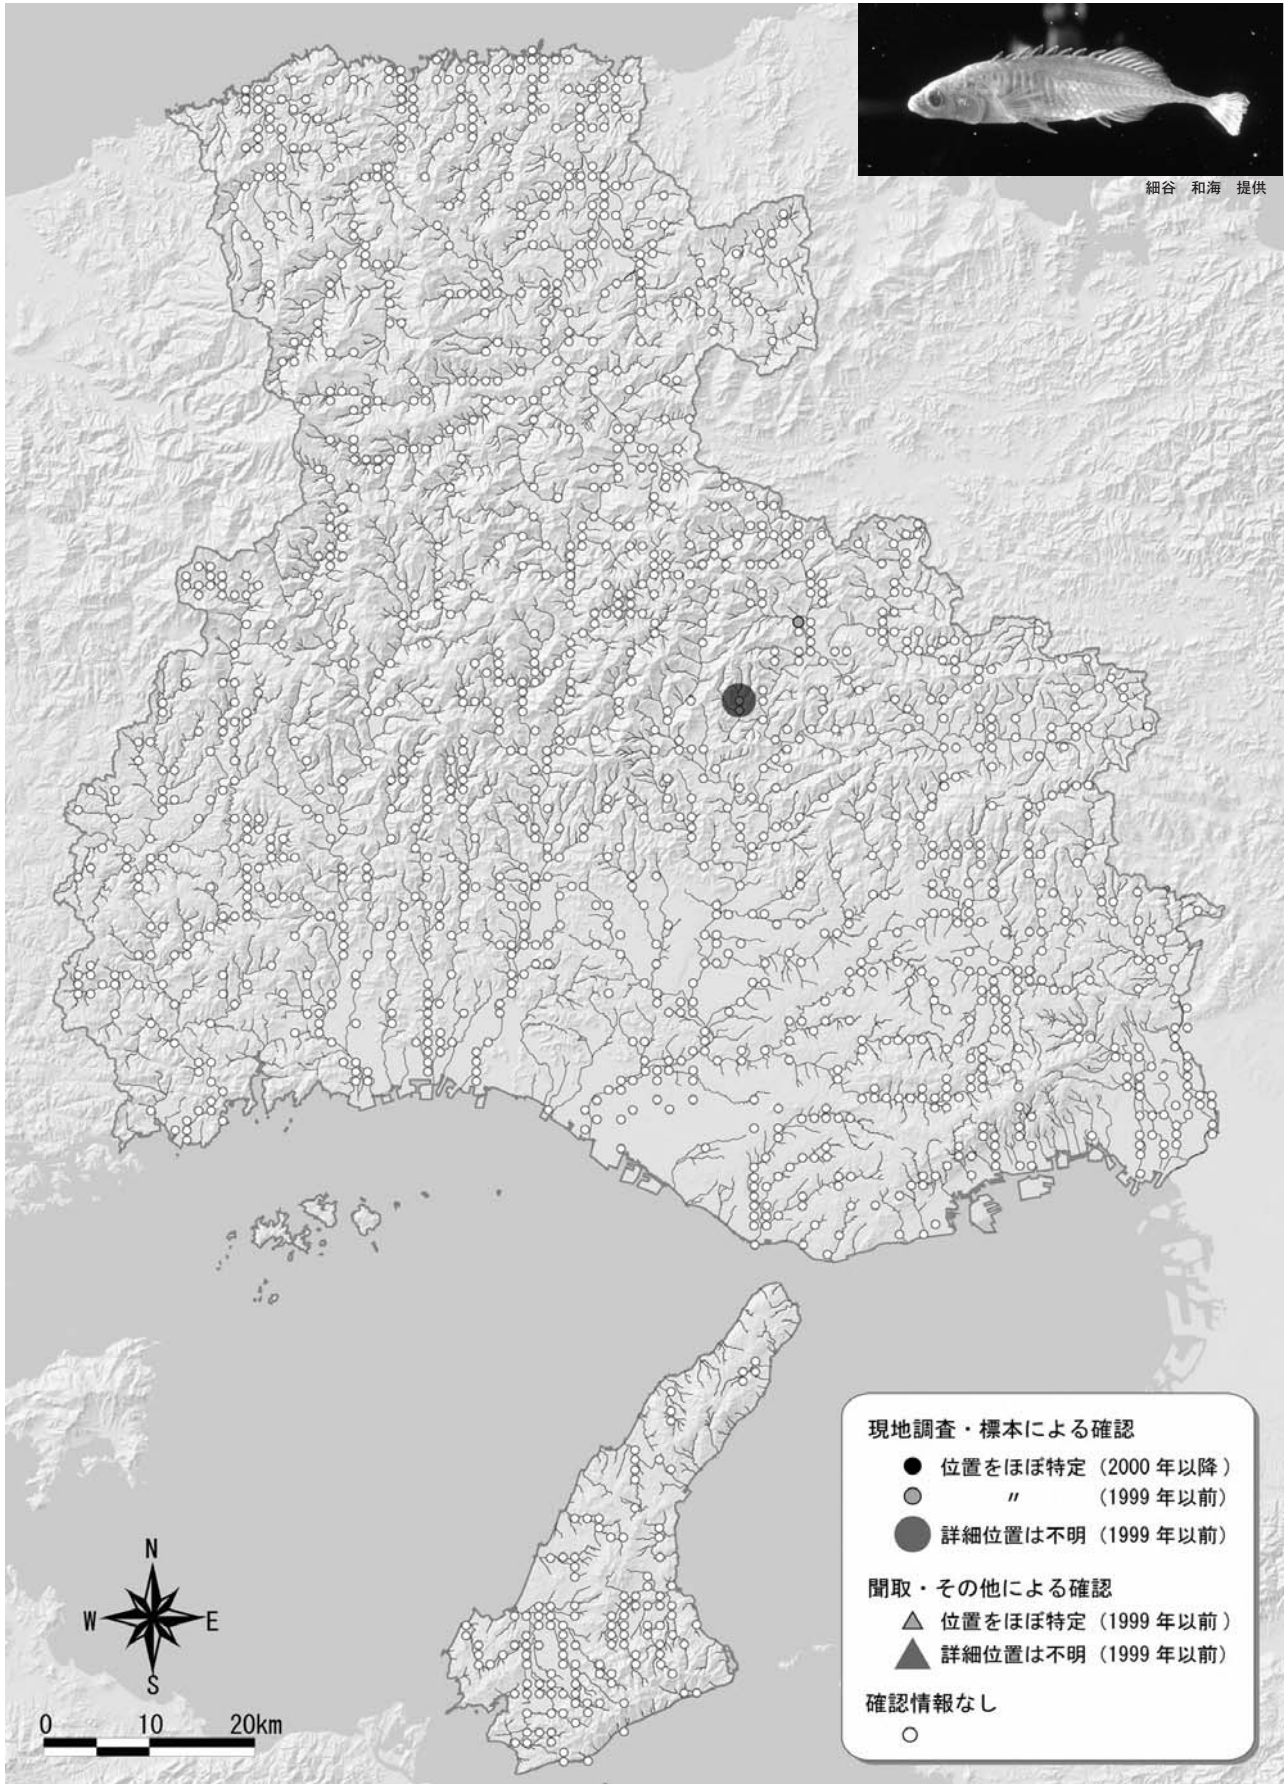 細谷 和海 提供
現地調査・標本による確認
位置をほぼ特定（2000 年以降）
〃 （1999 年以前）
詳細位置は不明（1999 年以前）
聞取・その他による確認
位置をほぼ特定（1999 年以前）
詳細位置は不明（1999 年以前）
確認情報なし
N
W E
S
0 10 20km